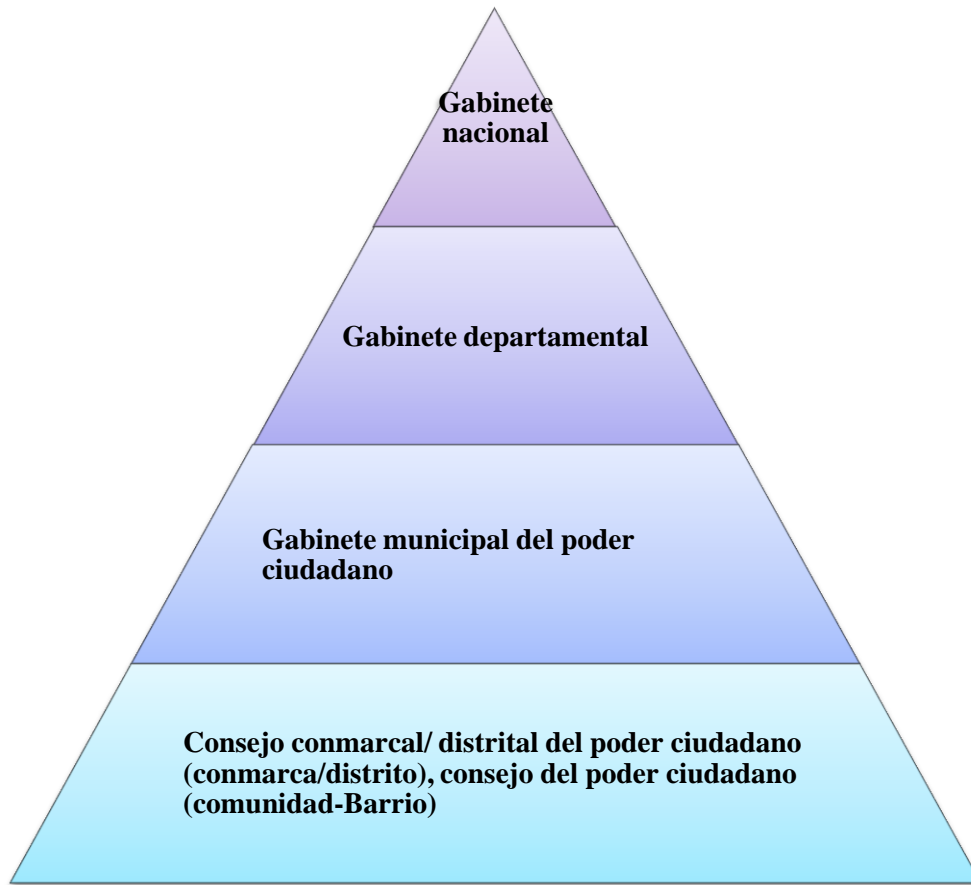 Gabinete
nacional
Gabinete departamental
Gabinete municipal del poder
ciudadano
Consejo conmarcal/ distrital del poder ciudadano
(conmarca/distrito), consejo del poder ciudadano
(comunidad-Barrio)